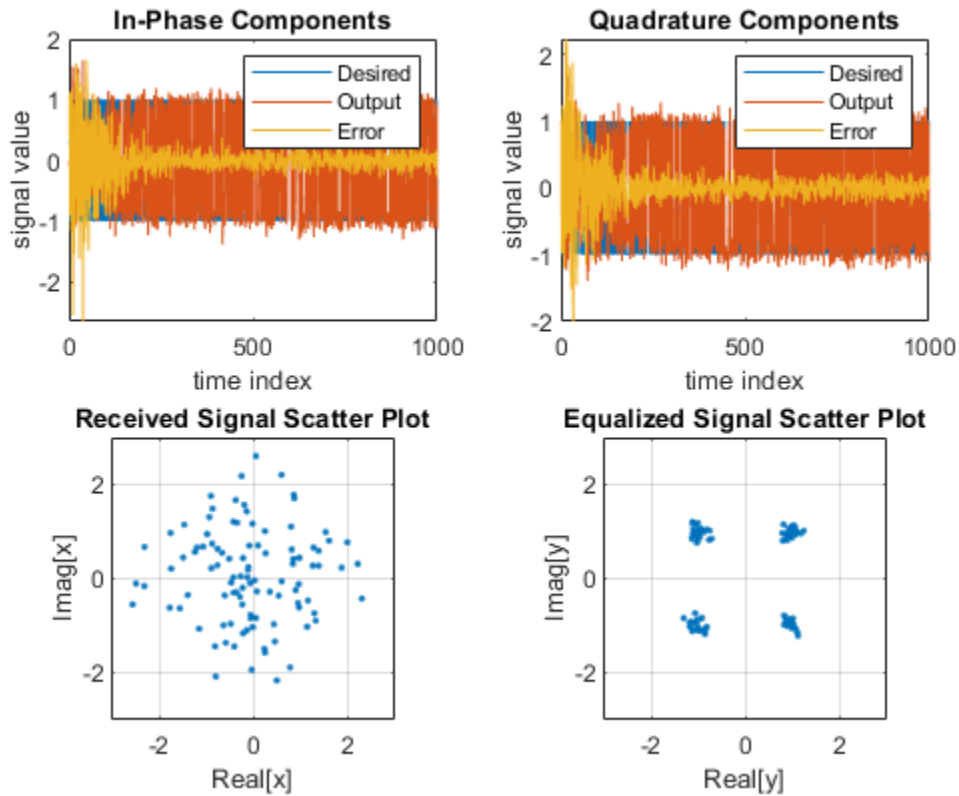 In-Phase Components
2
1
0
-1
-2
signal value
Desired
Output
Error
0
500
1000
time index
Quadrature Components
2
1
0
-1
-2
signal value
Desired
Output
Error
0
500
1000
time index
Received Signal Scatter Plot
2
0
-2
Imag[x]
-2
0
2
Real[x]
Equalized Signal Scatter Plot
2
0
-2
Imag[y]
-2
0
2
Real[y]